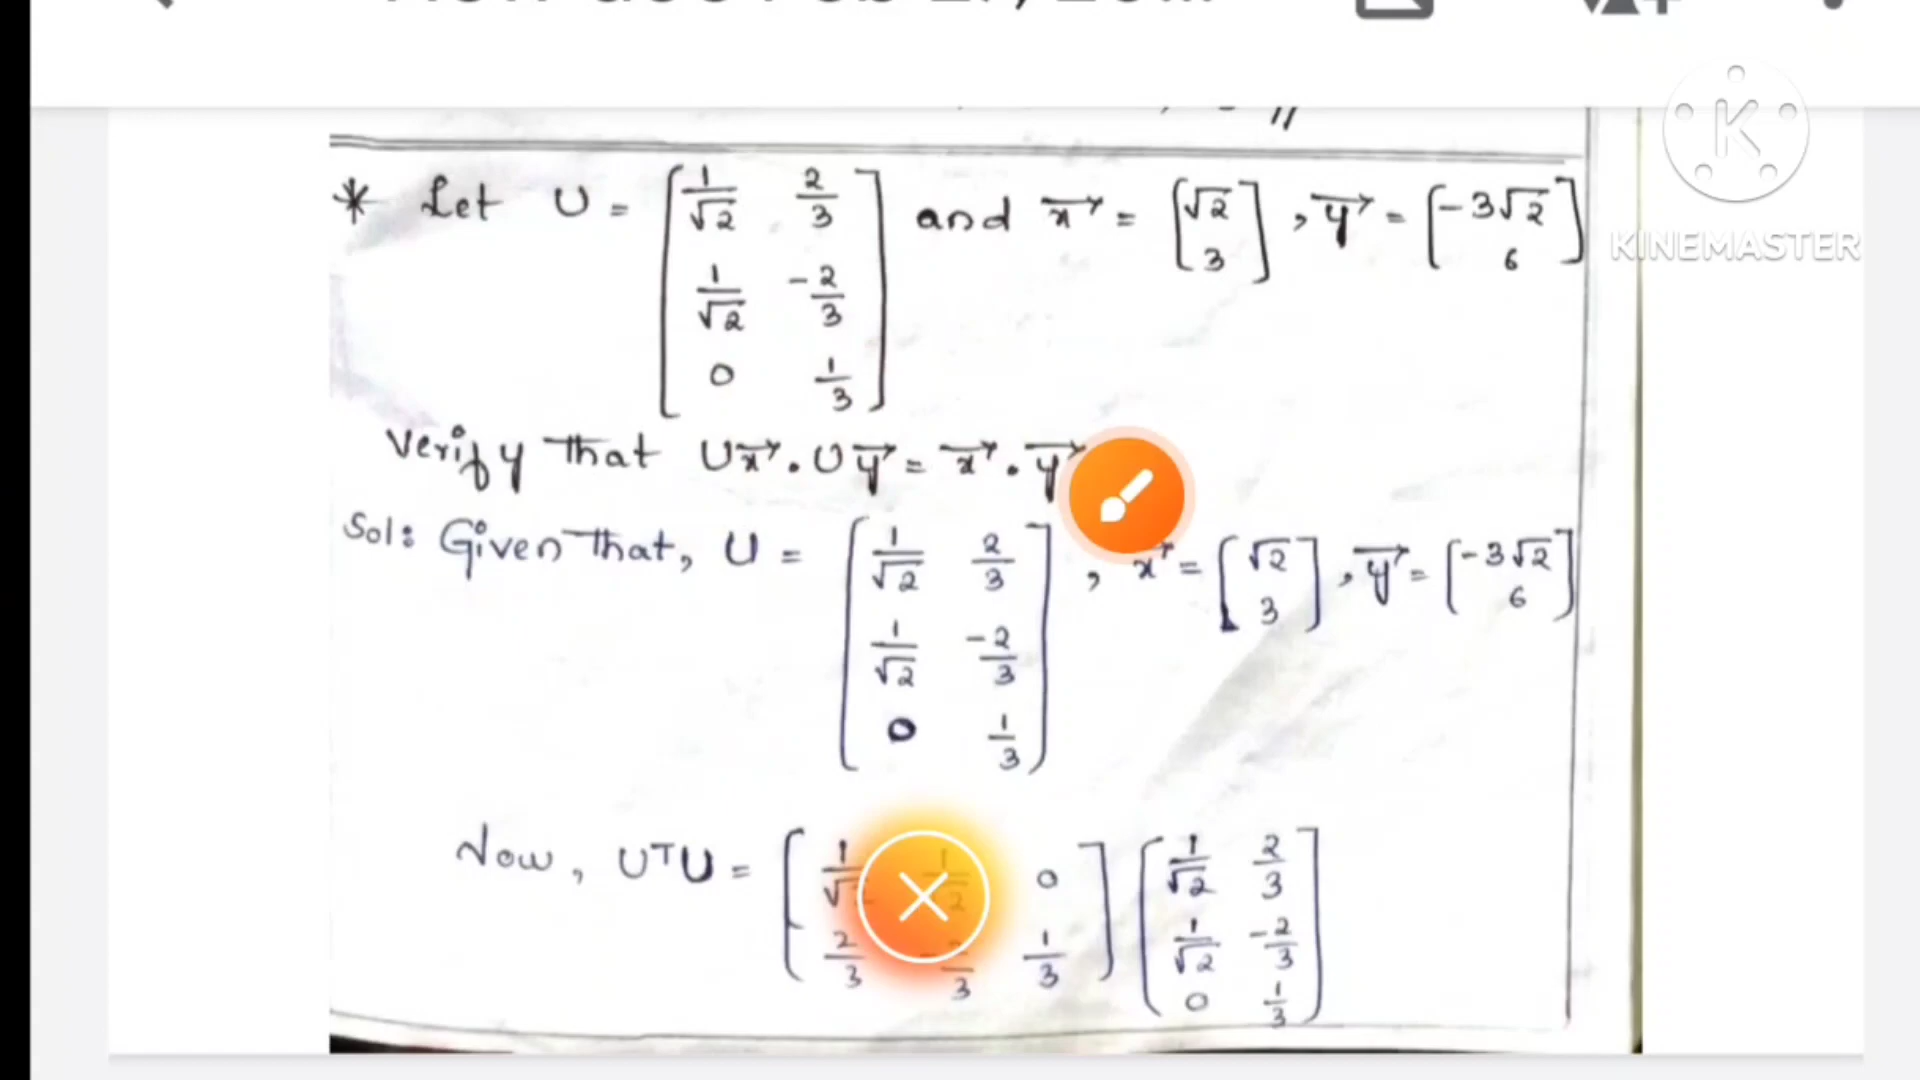 * Let U = [1/√2 2/3; 1/√2 -2/3; 0 1/3] and x⃗ = [√2; 3], y⃗ = [-3√2; 6]
KINEMASTER
Verify that Ux⃗ . Uy⃗ = x⃗ . y⃗
Sol: Given that, U = [1/√2 2/3; 1/√2 -2/3; 0 1/3], x⃗ = [√2; 3], y⃗ = [-3√2; 6]
Now, UᵀU = [1/√ 0; 2/3 1/3] [1/√2 2/3; 1/√2 -2/3; 0 1/3]